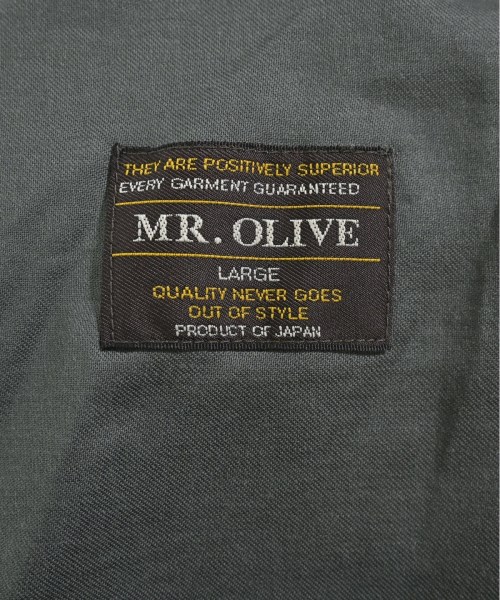 THEY ARE POSITIVELY SUPERIOR
EVERY GARMENT GUARANTEED
MR. OLIVE
LARGE
QUALITY NEVER GOES
OUT OF STYLE
PRODUCT OF JAPAN